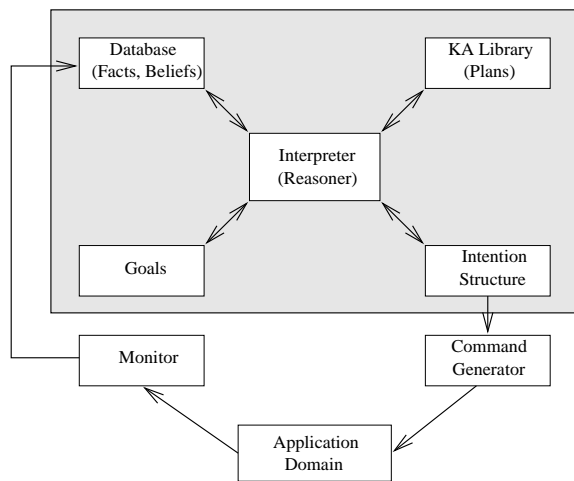 Database
(Facts, Beliefs)
KA Library
(Plans)
Interpreter
(Reasoner)
Goals
Intention
Structure
Monitor
Command
Generator
Application
Domain